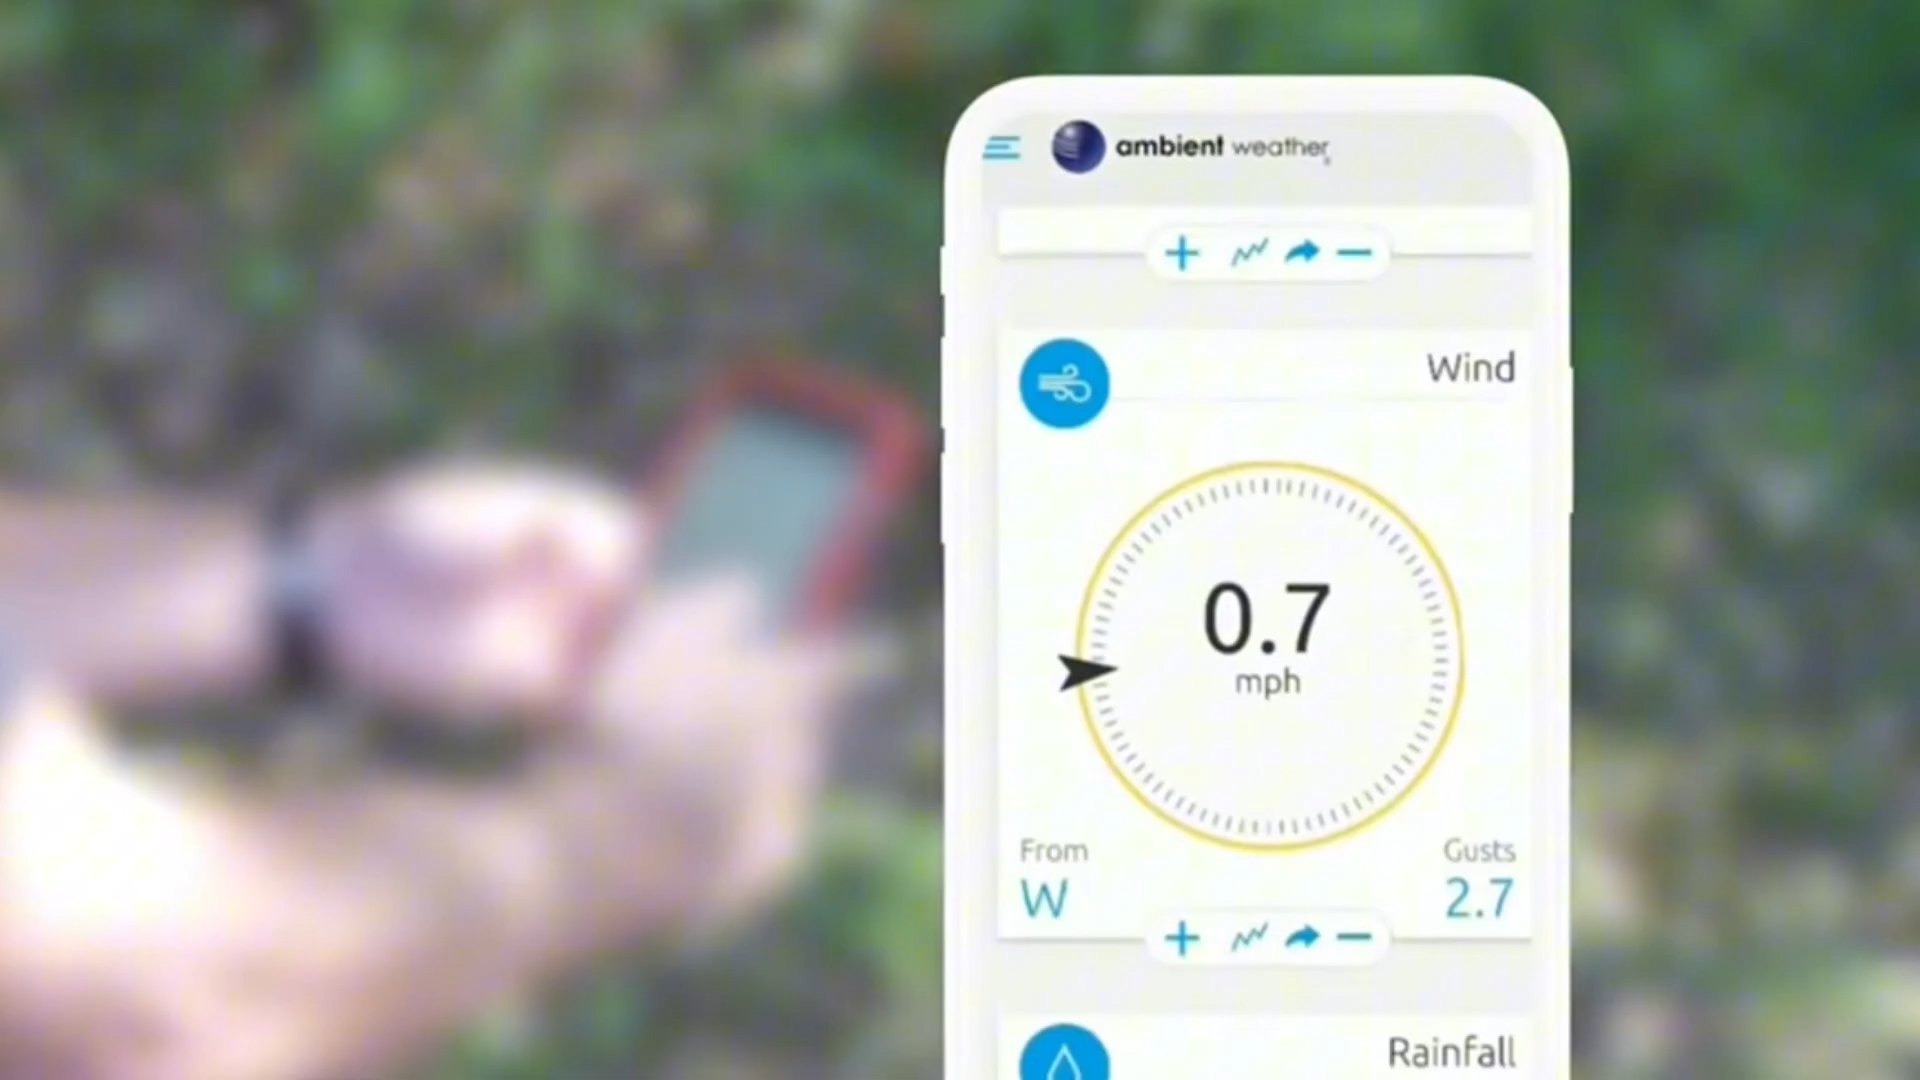 ambient weather
Wind
0.7
mph
From
Gusts
W
2.7
Rainfall